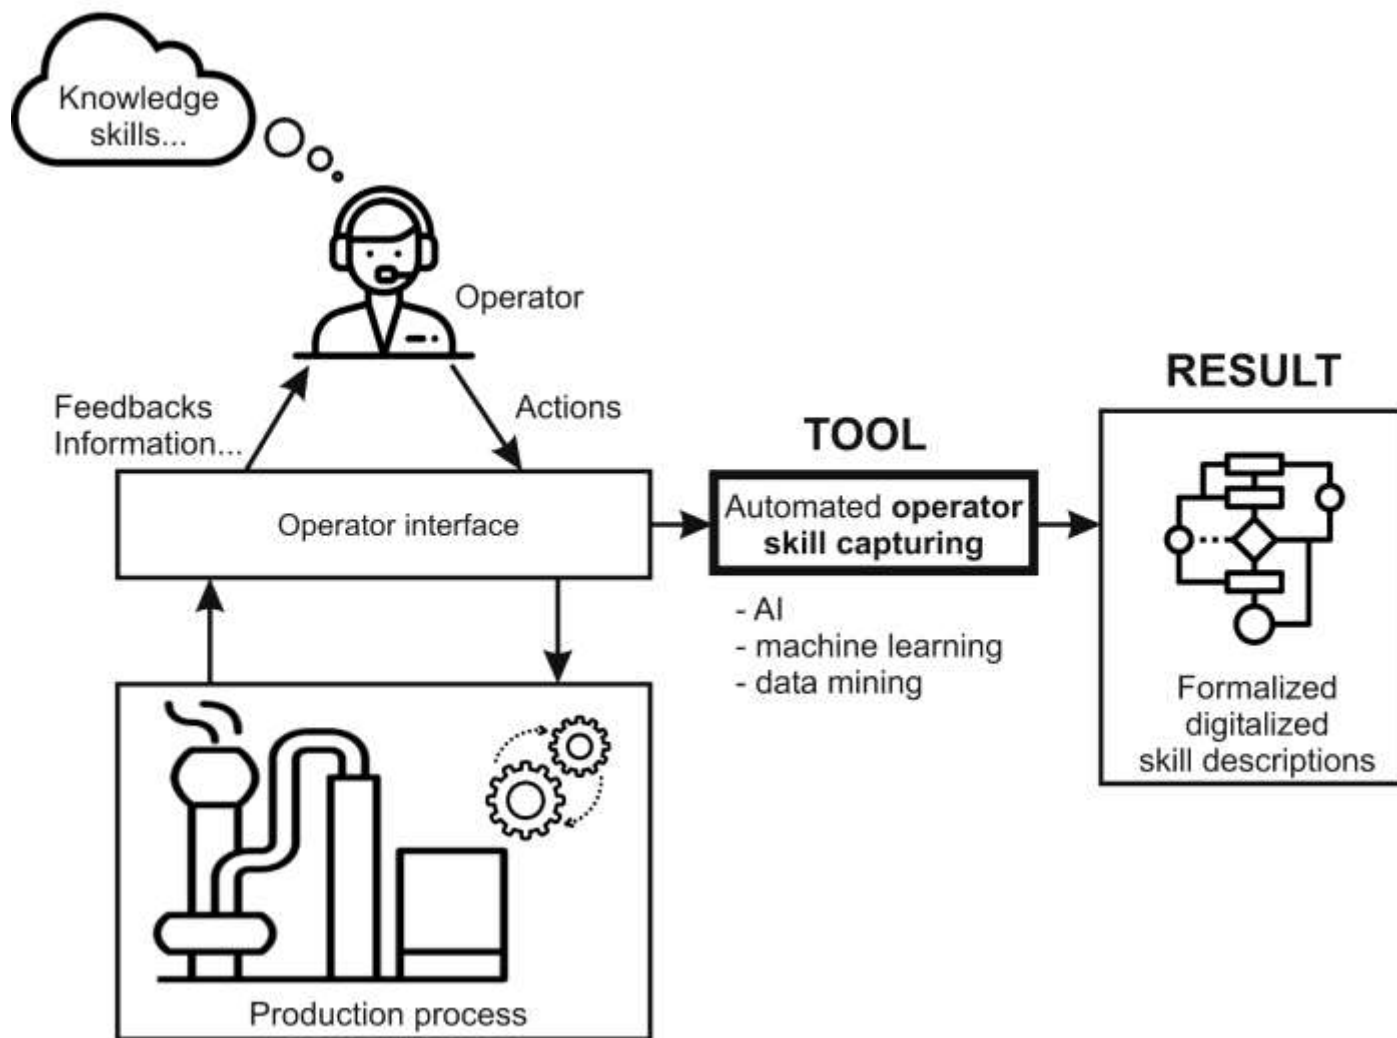 Knowledge
skills...
Operator
Feedbacks
Information...
Actions
Operator interface
Production process
TOOL
Automated operator
skill capturing
- AI
- machine learning
- data mining
RESULT
Formalized
digitalized
skill descriptions